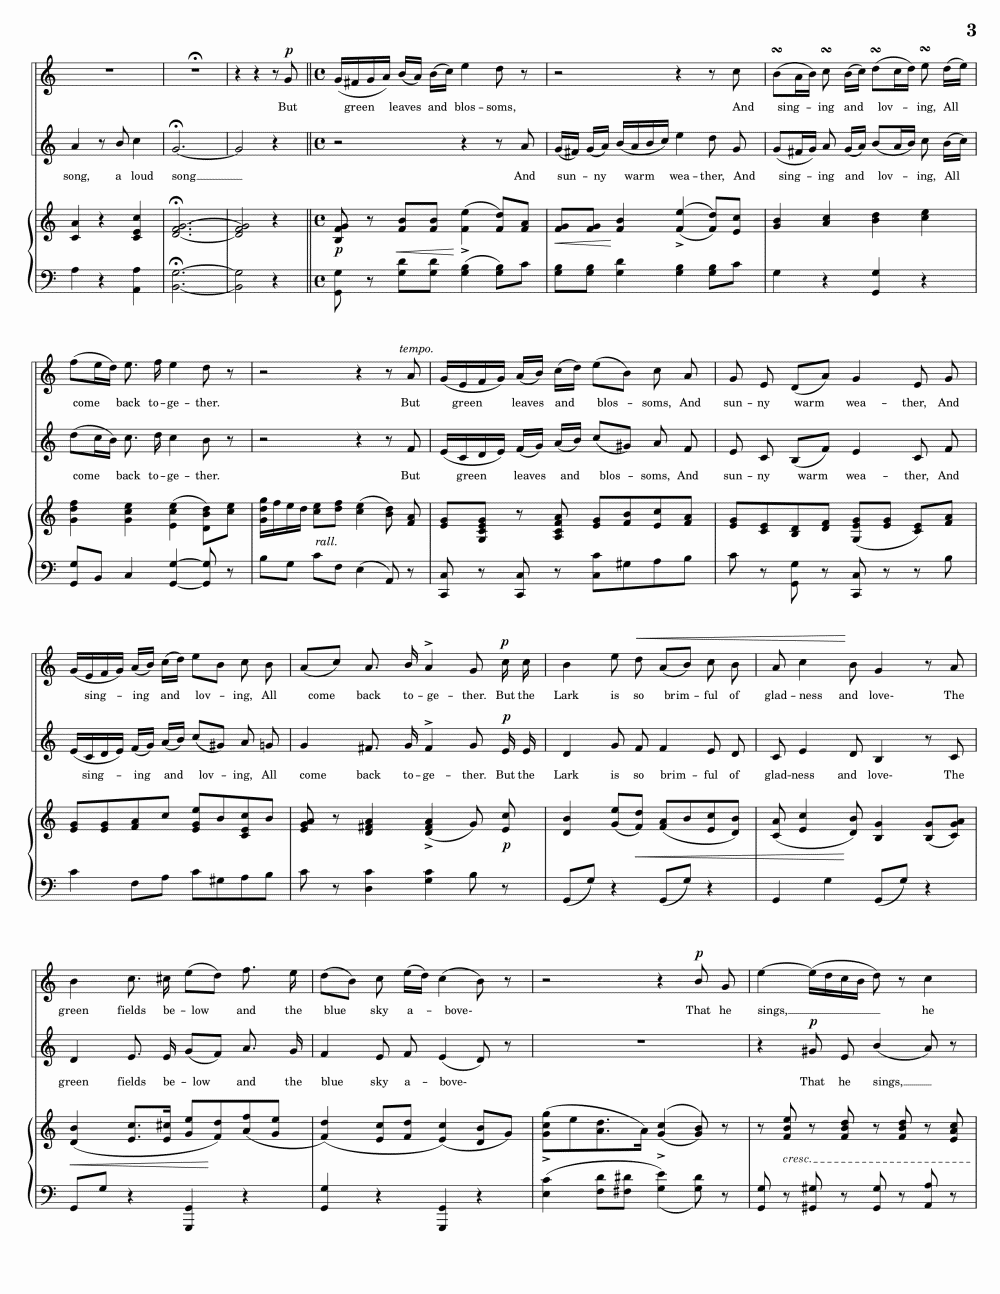 3
p
But green leaves and blos - soms, And sing - ing and lov - ing, All
song, a loud song And sun - ny warm wea - ther, And sing - ing and lov - ing, All
p
tempo.
come back to - ge - ther. But green leaves and blos - soms, And sun - ny warm wea - ther, And
come back to - ge - ther. But green leaves and blos - soms, And sun - ny warm wea - ther, And
rall.
p
sing - ing and lov - ing, All come back to - ge - ther. But the Lark is so brim - ful of glad - ness and love- The
p
sing - ing and lov - ing, All come back to - ge - ther. But the Lark is so brim - ful of glad - ness and love- The
p
p
green fields be - low and the blue sky a - bove- That he sings, he
p
green fields be - low and the blue sky a - bove- That he sings,
cresc.